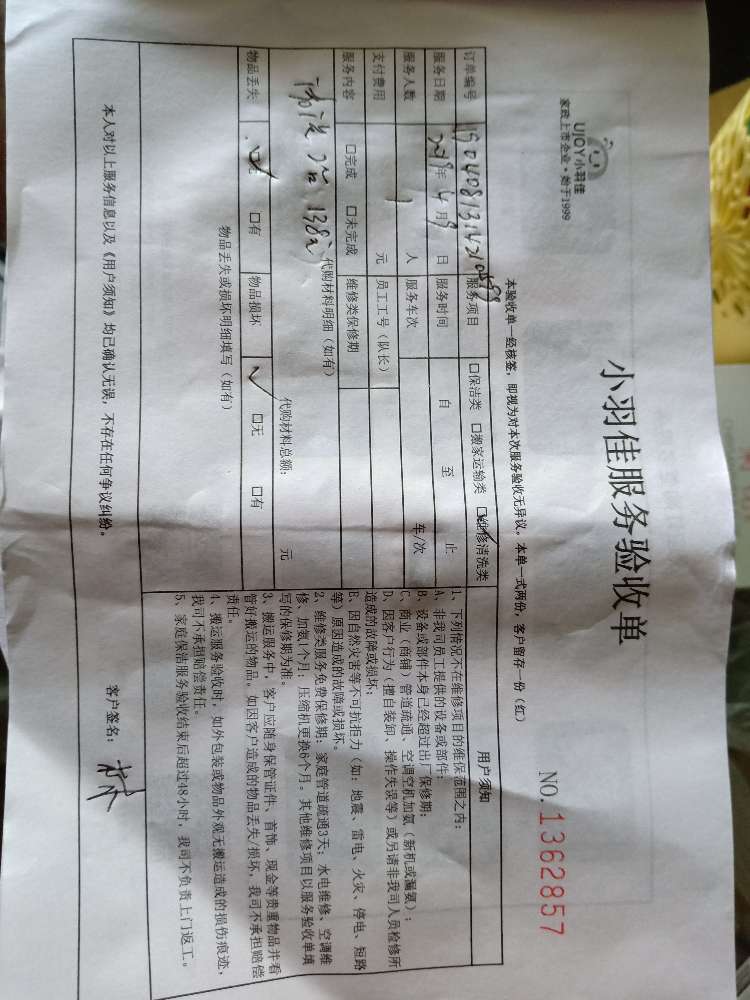 UJOY小羽佳
家政上市企业·始于1999
小羽佳服务验收单
NO.1362857
本验收单一经核签，即视为对本次服务验收无异议。本单一式两份，客户留存一份（红）
订单编号
服务项目 □保洁类 □搬家运输类 □维修清洗类
服务日期 2019年4月9日 服务时间 自 至 止
服务人数 1人 服务车次 车/次
支付费用 元 员工工号（队长）
服务内容 □完成 □未完成 维修类保修期
代购材料明细（如有）
138元
代购材料总额： 元
物品丢失 □无 □有 物品损坏 □无 □有
物品丢失或损坏明细填写（如有）
用户须知
1、下列情况不在维修项目的维保范围之内：
A、非我司员工提供的设备或部件；
B、设备或部件本身已经超过出厂保修期；
C、商业（商铺）管道疏通、空调空机加氨（新机或漏氨）；
D、因客户行为（擅自装卸、操作失误等）或另请非我司人员检修所
造成的故障或损坏；
E、因自然灾害等不可抗拒力（如：地震、雷电、火灾、停电、短路
等）原因造成的故障或损坏。
2、维修类服务免费保修期：家庭管道疏通3天；水电维修、空调维
修、加氨1个月；压缩机更换6个月。其他维修项目以服务验收单填
写的保修期为准。
3、搬运服务中，客户应随身保管证件、首饰、现金等贵重物品并看
管好搬运的物品，如因客户造成的物品丢失/损坏，我司不承担赔偿
责任。
4、搬运服务验收时，如外包装或物品外观无搬运造成的损伤痕迹，
我司不承担赔偿责任。
5、家庭保洁服务验收结束后超过48小时，我司不负责上门返工。
本人对以上服务信息以及《用户须知》均已确认无误，不存在任何争议纠纷。
客户签名：